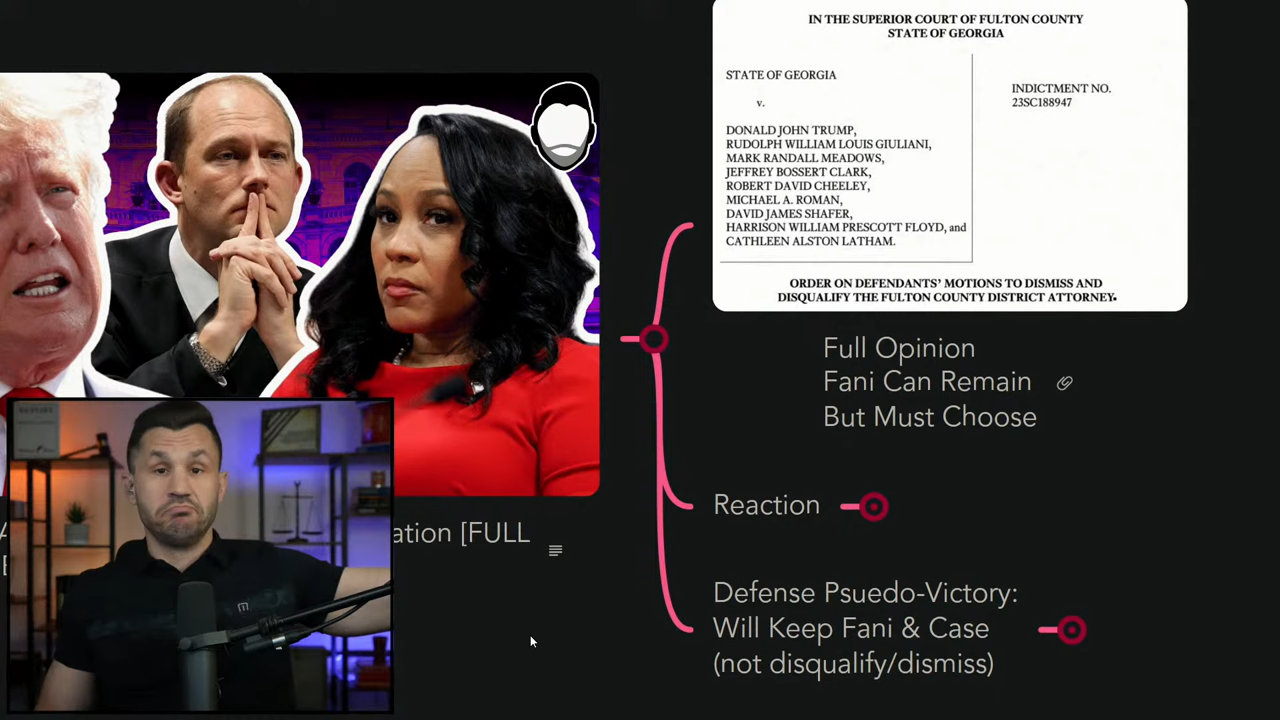 IN THE SUPERIOR COURT OF FULTON COUNTY
STATE OF GEORGIA
STATE OF GEORGIA
v.
DONALD JOHN TRUMP,
RUDOLPH WILLIAM LOUIS GIULIANI,
MARK RANDALL MEADOWS,
JEFFREY BOSSERT CLARK,
ROBERT DAVID CHEELEY,
MICHAEL A. ROMAN,
DAVID JAMES SHAFER,
HARRISON WILLIAM PRESCOTT FLOYD, and
CATHLEEN ALSTON LATHAM.
INDICTMENT NO.
23SC188947
ORDER ON DEFENDANTS' MOTIONS TO DISMISS AND
DISQUALIFY THE FULTON COUNTY DISTRICT ATTORNEY.
Full Opinion
Fani Can Remain
But Must Choose
Reaction
ation [FULL
Defense Psuedo-Victory:
Will Keep Fani & Case
(not disqualify/dismiss)